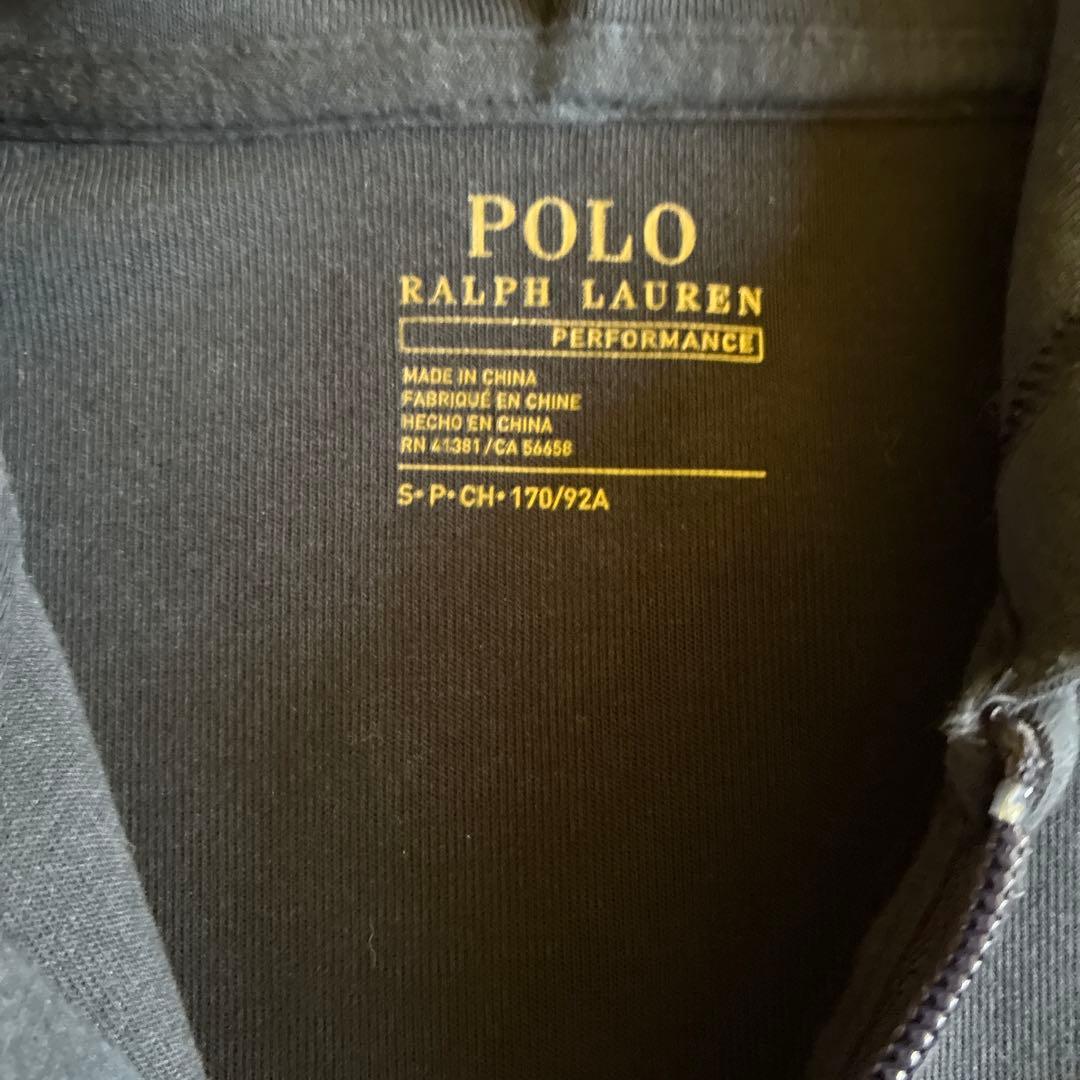 POLO
RALPH LAUREN
PERFORMANCE
MADE IN CHINA
FABRIQUÉ EN CHINE
HECHO EN CHINA
RN 41381/CA 56658
S• P• CH• 170/92A